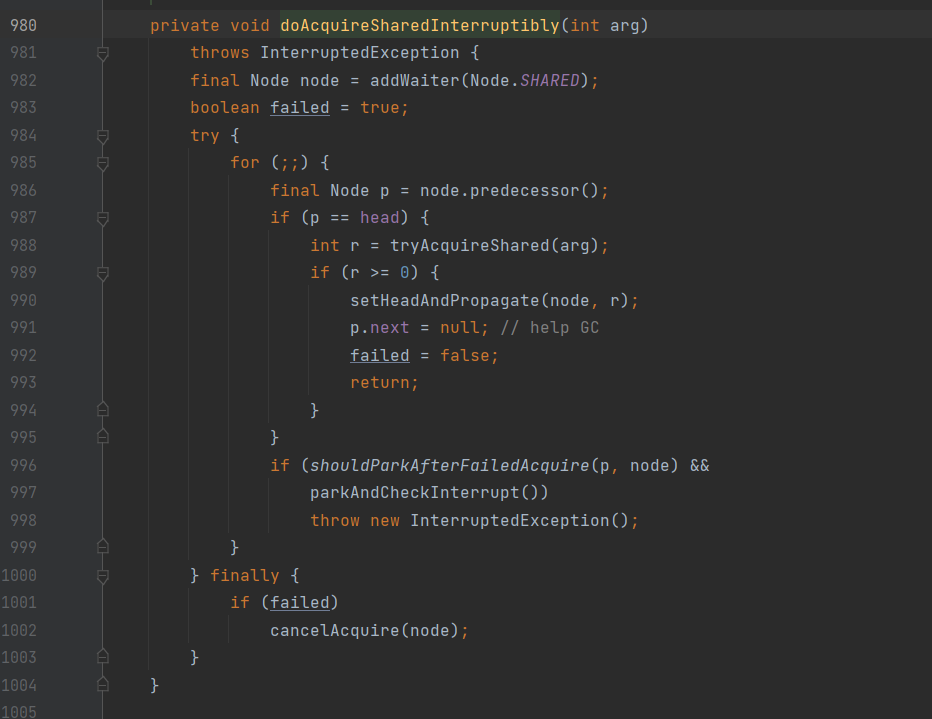 980 private void doAcquireSharedInterruptibly(int arg)
981 throws InterruptedException {
982 final Node node = addWaiter(Node.SHARED);
983 boolean failed = true;
984 try {
985 for (;;) {
986 final Node p = node.predecessor();
987 if (p == head) {
988 int r = tryAcquireShared(arg);
989 if (r >= 0) {
990 setHeadAndPropagate(node, r);
991 p.next = null; // help GC
992 failed = false;
993 return;
994 }
995 }
996 if (shouldParkAfterFailedAcquire(p, node) &&
997 parkAndCheckInterrupt())
998 throw new InterruptedException();
999 }
1000 } finally {
1001 if (failed)
1002 cancelAcquire(node);
1003 }
1004 }
1005